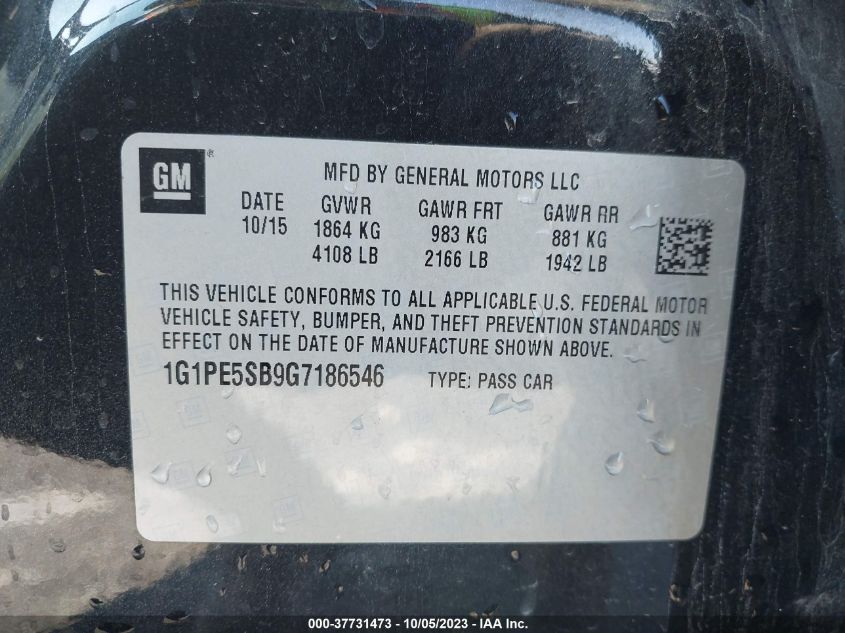 GM ®
MFD BY GENERAL MOTORS LLC
DATE GVWR GAWR FRT GAWR RR
10/15 1864 KG 983 KG 881 KG
4108 LB 2166 LB 1942 LB
THIS VEHICLE CONFORMS TO ALL APPLICABLE U.S. FEDERAL MOTOR
VEHICLE SAFETY, BUMPER, AND THEFT PREVENTION STANDARDS IN
EFFECT ON THE DATE OF MANUFACTURE SHOWN ABOVE.
1G1PE5SB9G7186546 TYPE: PASS CAR
000-37731473 - 10/05/2023 - IAA Inc.